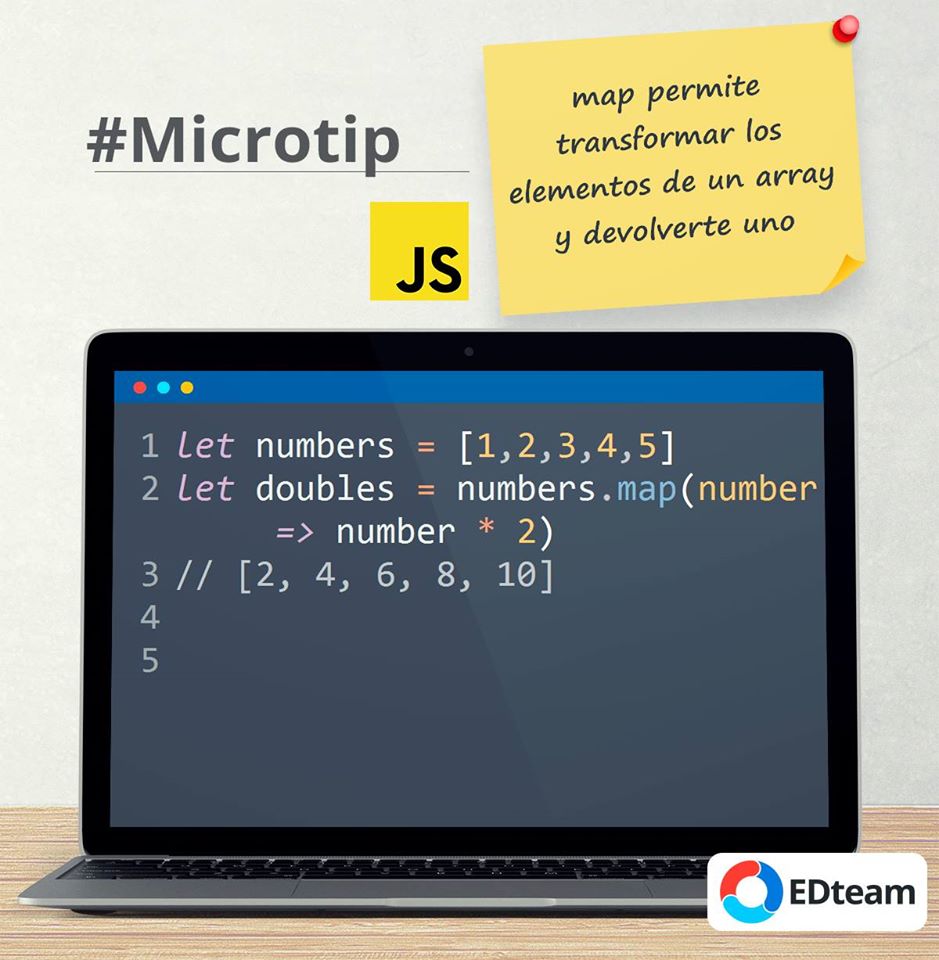 #Microtip
JS
map permite
transformar los
elementos de un array
y devolverte uno
1 let numbers = [1,2,3,4,5]
2 let doubles = numbers.map(number
=> number * 2)
3 // [2, 4, 6, 8, 10]
4
5
EDteam